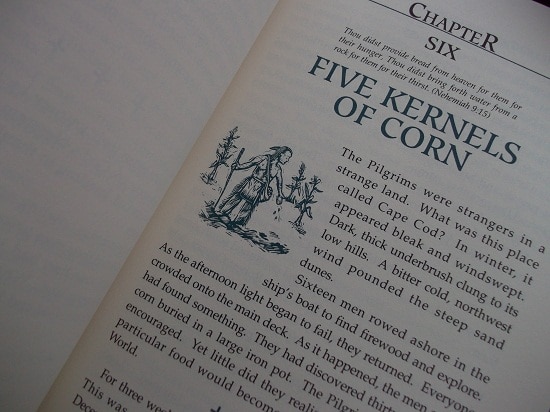 CHAPTER
SIX
Thou didst provide bread from heaven for them for
their hunger. Thou didst bring forth water from a
rock for them for their thirst. (Nehemiah 9:15)
FIVE KERNELS
OF CORN
The Pilgrims were strangers in a
strange land. What was this place
called Cape Cod? In winter, it
appeared bleak and windswept.
Dark, thick underbrush clung to its
low hills. A bitter cold, northwest
wind pounded the steep sand
dunes.
Sixteen men rowed ashore in the
ship's boat to find firewood and explore.
As the afternoon light began to fail, they returned. Everyone
crowded onto the main deck. As it happened, the men
had found something. They had discovered
corn buried in a large iron pot. The
encouraged. Yet little did they
particular food would become
World.
For three
This was